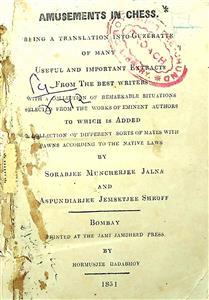 AMUSEMENTS IN CHESS.
BEING A TRANSLATION INTO GUZERATTE
OF MANY
USEFUL AND IMPORTANT EXTRACTS
FROM THE BEST WRITERS
WITH A COLLECTION OF REMARKABLE SITUATIONS
SELECTED FROM THE WORKS OF EMINENT AUTHORS
TO WHICH IS ADDED
A COLLECTION OF DIFFERENT SORTS OF MATES WITH
PAWNS ACCORDING TO THE NATIVE LAWS
BY
SORABJEE MUNCHERJEE JALNA
AND
ASPUNDIARJEE JEMSETJEE SHROFF
BOMBAY
PRINTED AT THE JAMI JAMSHEED PRESS.
BY
HORMUSJEE DADABHOY
1851